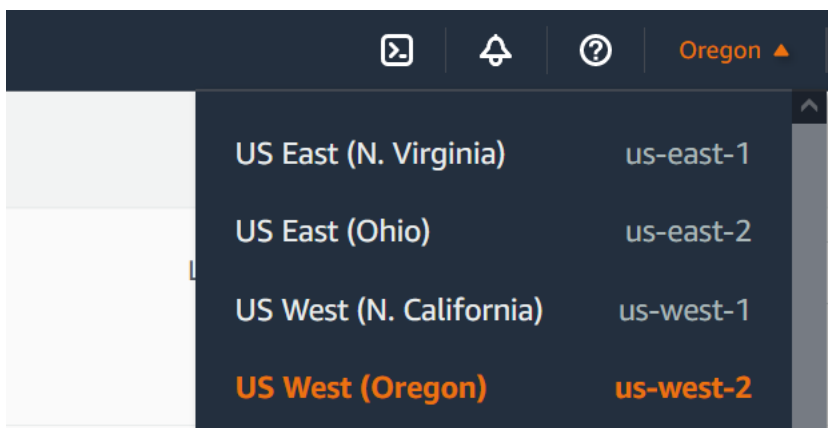 Oregon ▲
US East (N. Virginia) us-east-1
US East (Ohio) us-east-2
L
US West (N. California) us-west-1
US West (Oregon) us-west-2